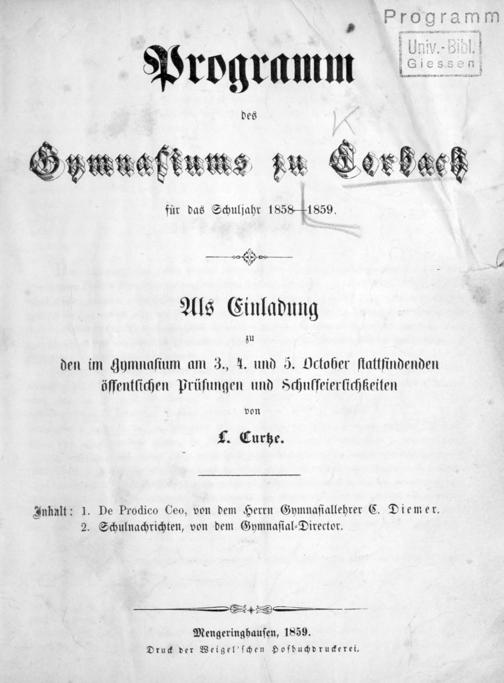 Programm
Univ.-Bibl.
Giessen
Programm
des
K
Gymnasiums zu Corbach
für das Schuljahr 1858—1859.
Als Einladung
zu
den im Gymnasium am 3., 4. und 5. October stattfindenden
öffentlichen Prüfungen und Schulfeierlichkeiten
von
L. Curtze.
Inhalt: 1. De Prodico Ceo, von dem Herrn Gymnasiallehrer C. Diemer.
2. Schulnachrichten, von dem Gymnasial-Director.
Mengeringhausen, 1859.
Druck der Weigel'schen Hofbuchdruckerei.